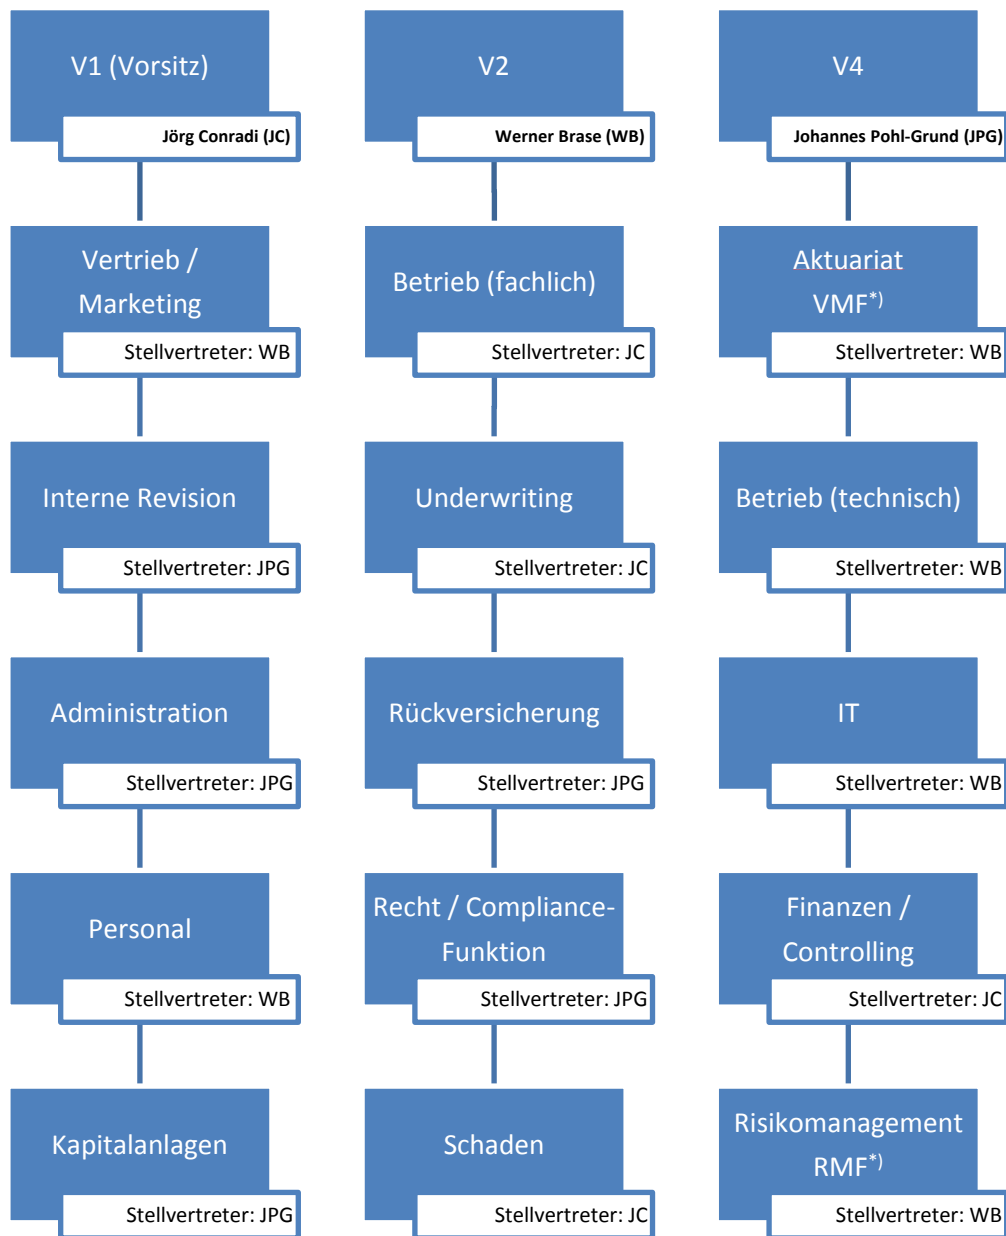 V1 (Vorsitz)
Jörg Conradi (JC)
Vertrieb /
Marketing
Stellvertreter: WB
Interne Revision
Stellvertreter: JPG
Administration
Stellvertreter: JPG
Personal
Stellvertreter: WB
Kapitalanlagen
Stellvertreter: JPG
V2
Werner Brase (WB)
Betrieb (fachlich)
Stellvertreter: JC
Underwriting
Stellvertreter: JC
Rückversicherung
Stellvertreter: JPG
Recht / Compliance-
Funktion
Stellvertreter: JPG
Schaden
Stellvertreter: JC
V4
Johannes Pohl-Grund (JPG)
Aktuariat
VMF*)
Stellvertreter: WB
Betrieb (technisch)
Stellvertreter: WB
IT
Stellvertreter: WB
Finanzen /
Controlling
Stellvertreter: JC
Risikomanagement
RMF*)
Stellvertreter: WB